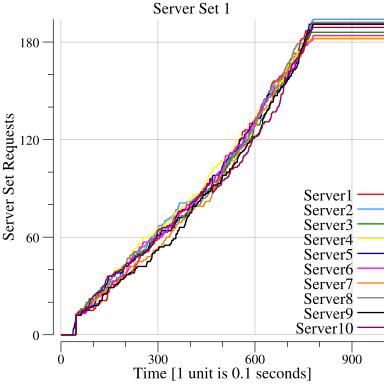 Server Set 1
Server Set Requests
180
120
60
0
Server1
Server2
Server3
Server4
Server5
Server6
Server7
Server8
Server9
Server10
0 300 600 900
Time [1 unit is 0.1 seconds]